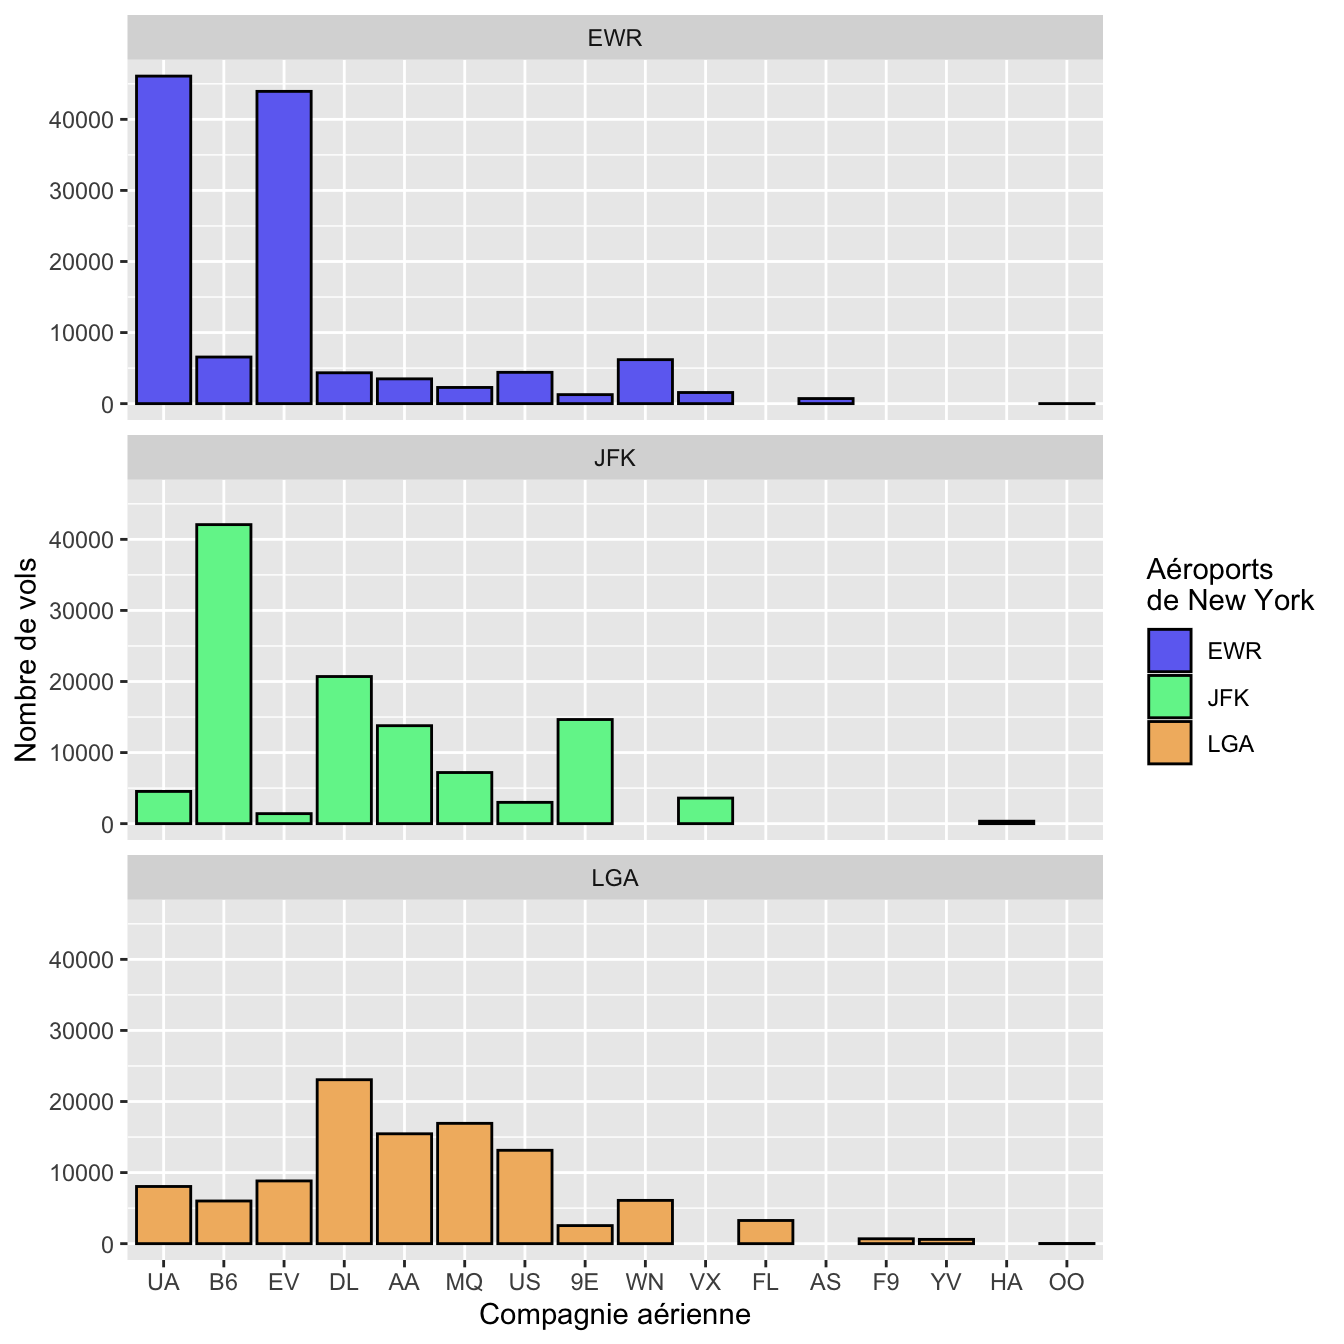 EWR
40000
30000
20000
10000
0
JFK
40000
30000
20000
10000
0
LGA
40000
30000
20000
10000
0
UA B6 EV DL AA MQ US 9E WN VX FL AS F9 YV HA OO
Compagnie aérienne
Nombre de vols
Aéroports
de New York
EWR
JFK
LGA